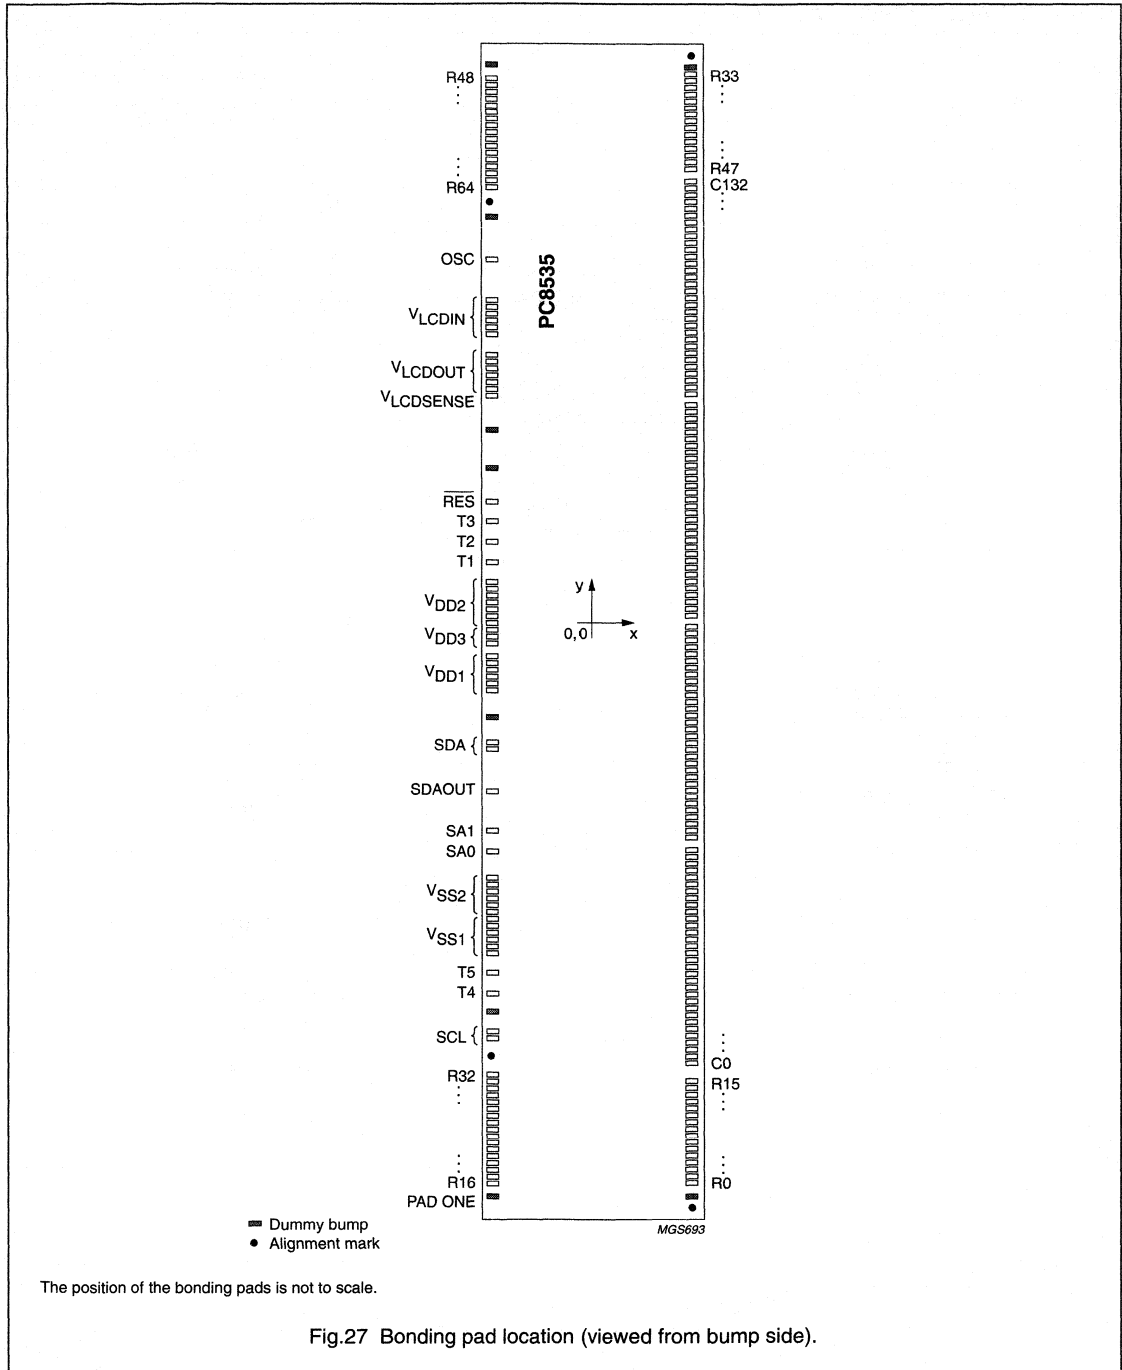 R48
R33
R47
R64
C132
OSC
PC8535
VLCDIN
VLCDOUT
VLCDSENSE
RES
T3
T2
T1
y
VDD2
0,0
x
VDD3
VDD1
SDA
SDAOUT
SA1
SA0
VSS2
VSS1
T5
T4
SCL
C0
R32
R15
R16
R0
PAD ONE
Dummy bump
MGS693
Alignment mark
The position of the bonding pads is not to scale.
Fig.27 Bonding pad location (viewed from bump side).